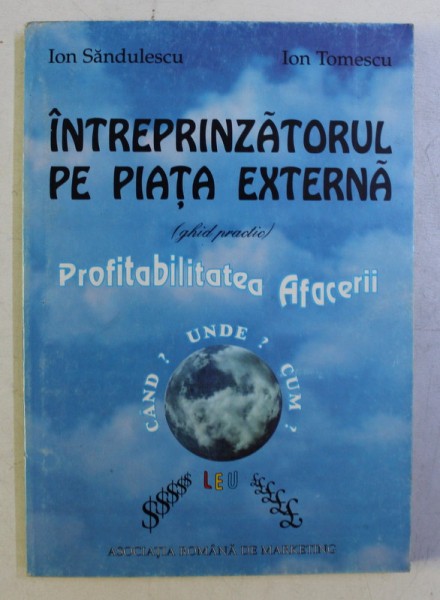 Ion Săndulescu Ion Tomescu
ÎNTREPRINZĂTORUL
PE PIAȚA EXTERNĂ
(ghid practic)
Profitabilitatea Afacerii
CÂND ? UNDE ? CUM ?
$$$$$ LEU £££££
ASOCIAȚIA ROMÂNĂ DE MARKETING